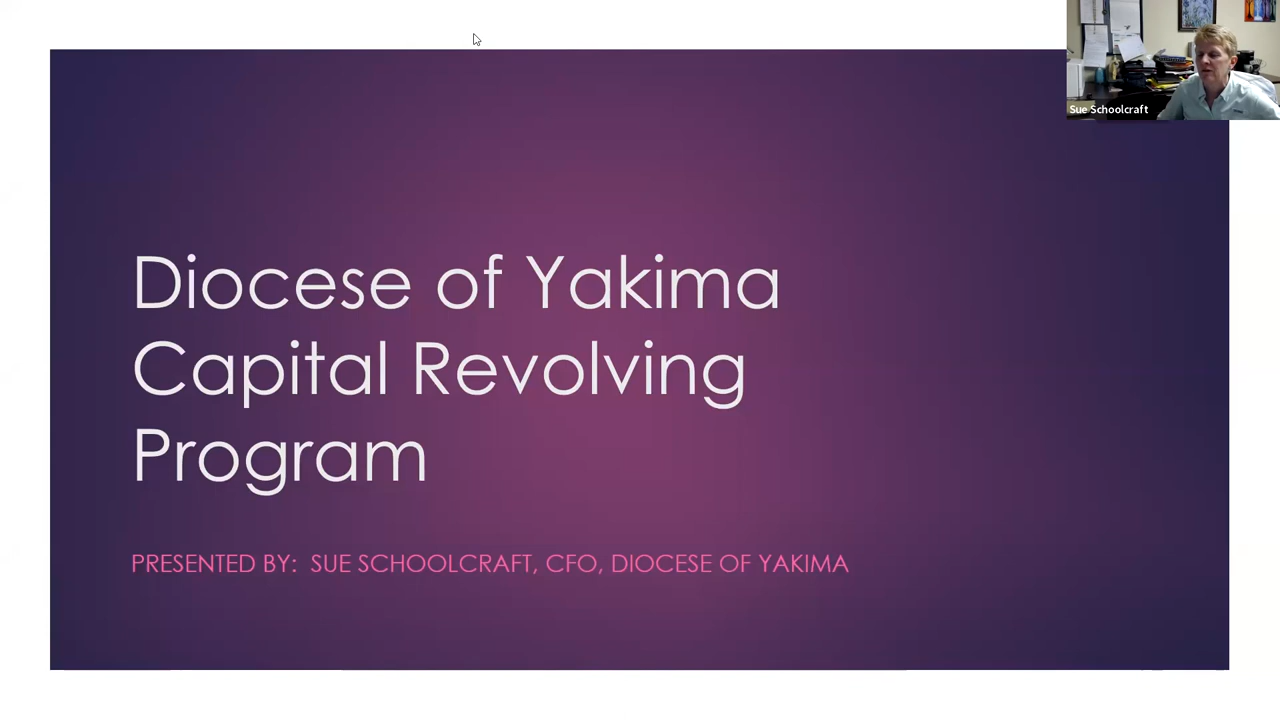 Sue Schoolcraft
Diocese of Yakima
Capital Revolving
Program
PRESENTED BY: SUE SCHOOLCRAFT, CFO, DIOCESE OF YAKIMA